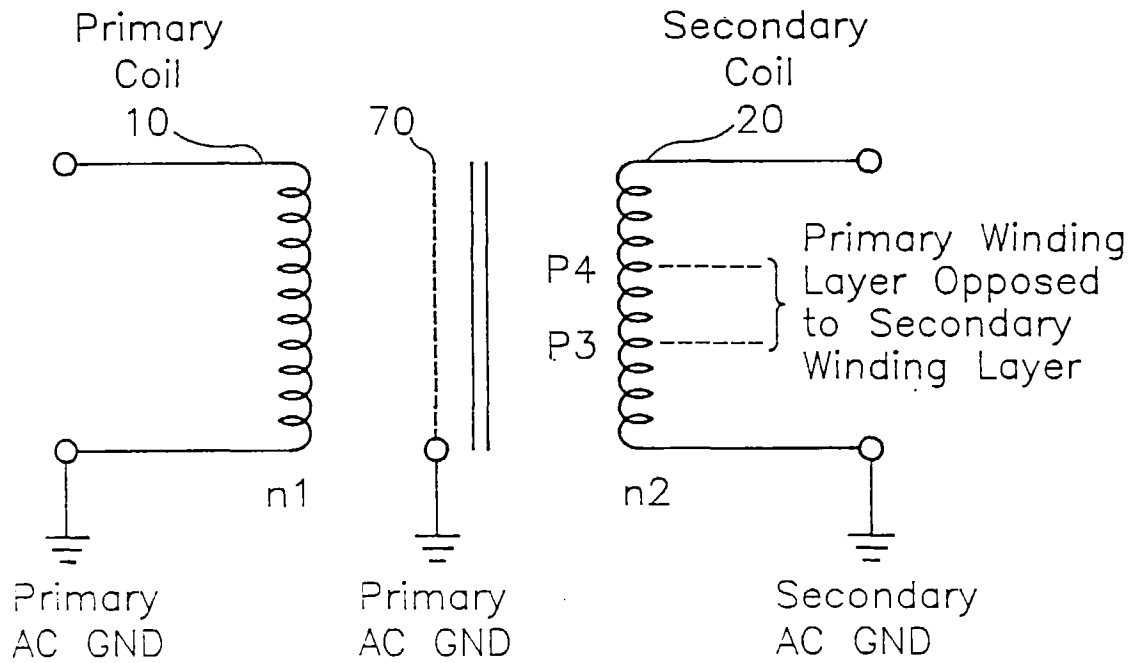 Primary
Coil
10
70
Secondary
Coil
20
P4
P3
Primary Winding
Layer Opposed
to Secondary
Winding Layer
n1
n2
Primary
AC GND
Primary
AC GND
Secondary
AC GND